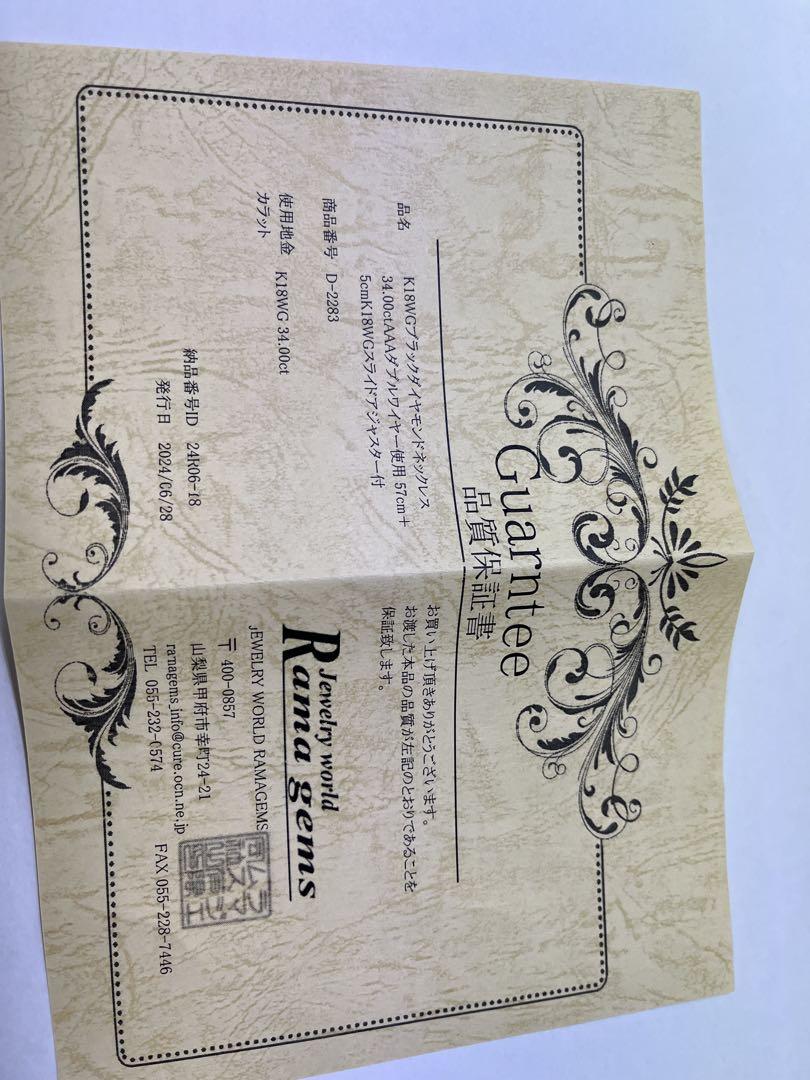 Guarntee
品質保証書
品名 K18WGブラックダイヤモンドネックレス
34.00ctAAAダブルワイヤー使用 57cm＋
5cmK18WGスライドアジャスター付
商品番号 D-2283
使用地金 K18WG 34.00ct
カラット
納品番号ID 24R06-18
発行日 2024/06/28
お買い上げ頂きありがとうございます。
お渡した本品の品質が左記のとおりであることを
保証致します。
Jewelry world
Rama gems
JEWELRY WORLD RAMAGEMS
〒 400-0857
山梨県甲府市幸町24-21
ramagems_info@cure.ocn.ne.jp
TEL 055-232-0574 FAX 055-228-7446